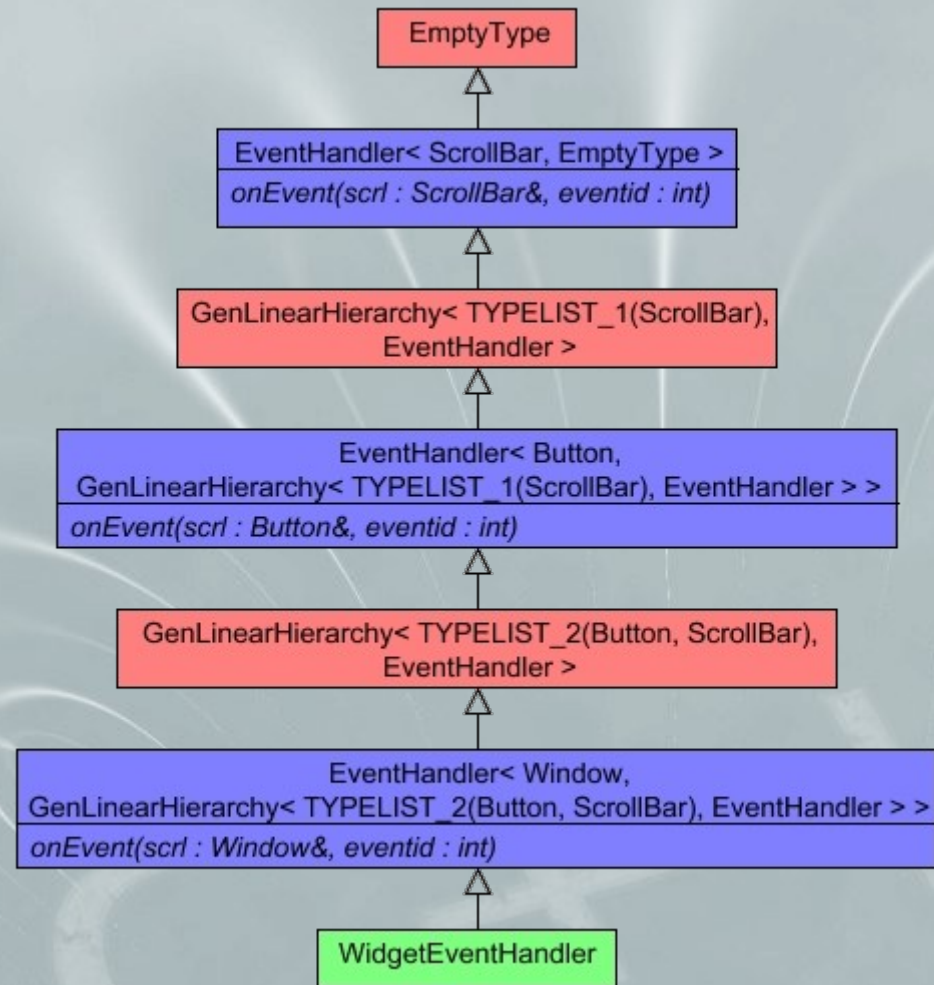 EmptyType
EventHandler< ScrollBar, EmptyType >
onEvent(scrl : ScrollBar&, eventid : int)
GenLinearHierarchy< TYPELIST_1(ScrollBar),
EventHandler >
EventHandler< Button,
GenLinearHierarchy< TYPELIST_1(ScrollBar), EventHandler > >
onEvent(scrl : Button&, eventid : int)
GenLinearHierarchy< TYPELIST_2(Button, ScrollBar),
EventHandler >
EventHandler< Window,
GenLinearHierarchy< TYPELIST_2(Button, ScrollBar), EventHandler > >
onEvent(scrl : Window&, eventid : int)
WidgetEventHandler